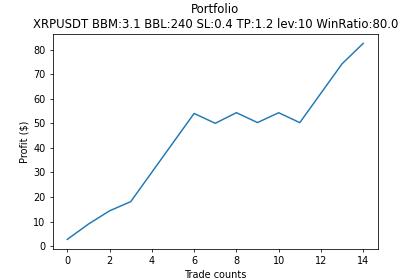 Portfolio
XRPUSDT BBM:3.1 BBL:240 SL:0.4 TP:1.2 lev:10 WinRatio:80.0
Profit ($)
80
70
60
50
40
30
20
10
0
0 2 4 6 8 10 12 14
Trade counts